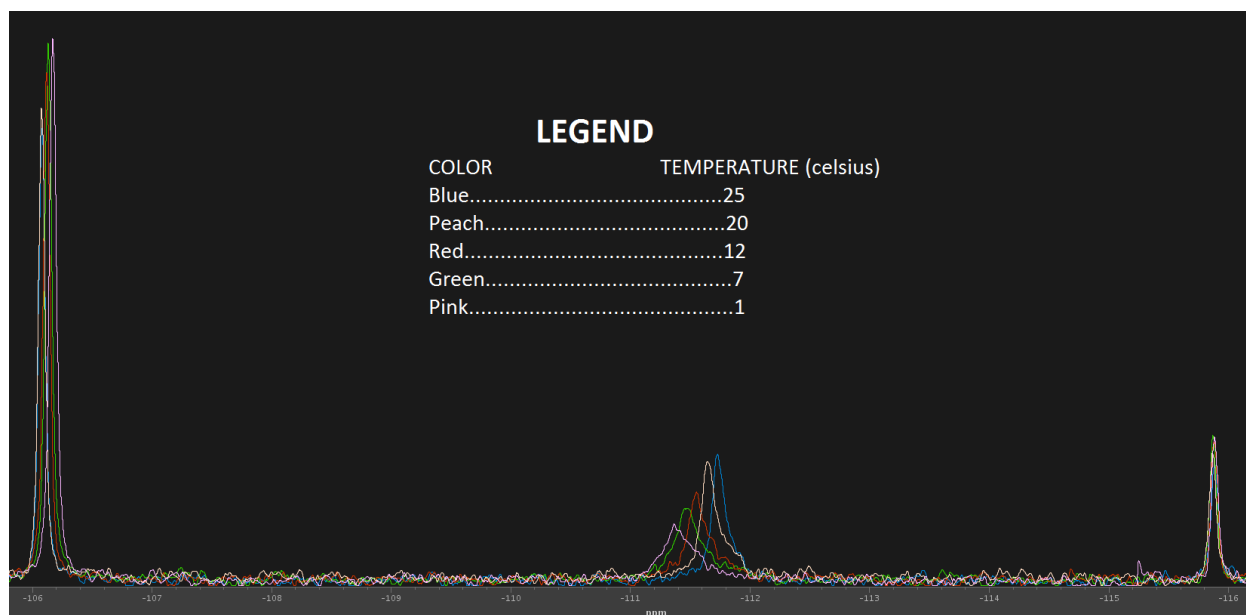 LEGEND
COLOR TEMPERATURE (celsius)
Blue............................................25
Peach..........................................20
Red.............................................12
Green...........................................7
Pink..............................................1
-106 -107 -108 -109 -110 -111 -112 -113 -114 -115 -116
ppm